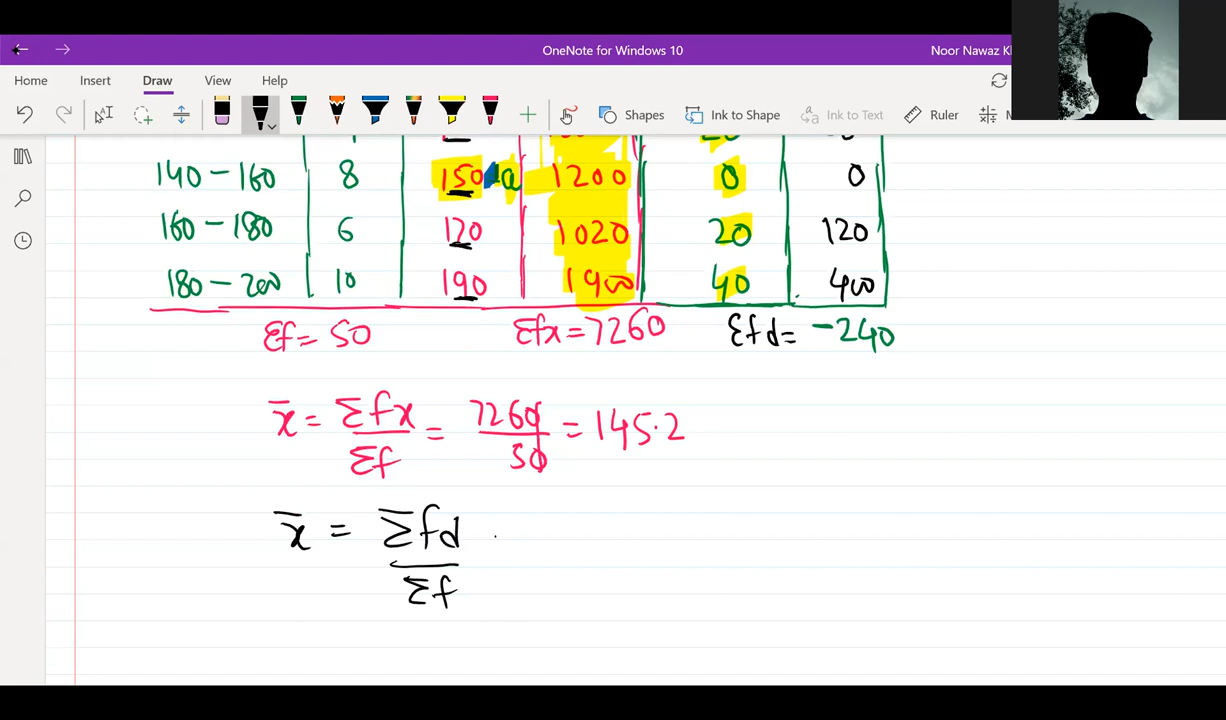 OneNote for Windows 10
Noor Nawaz
Home Insert Draw View Help
Shapes Ink to Shape Ink to Text Ruler
140 - 160 8 150 a 1200 0 0
160 - 180 6 170 1020 20 120
180 - 200 10 190 1900 40 400
Σf = 50 Σfx = 7260 Σfd = -240
x̄ = Σfx / Σf = 7260 / 50 = 145.2
x̄ = Σfd / Σf